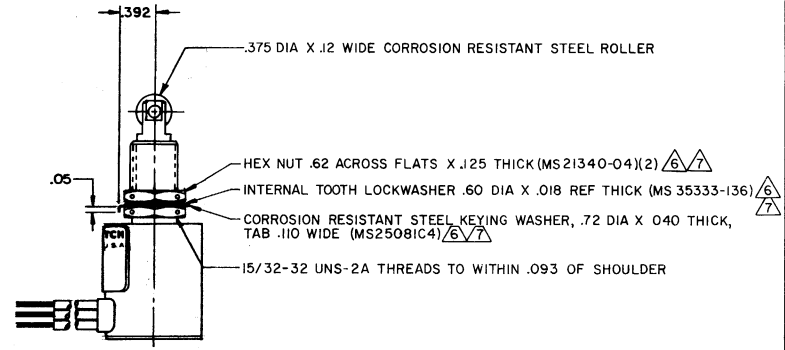 .392
.375 DIA X .12 WIDE CORROSION RESISTANT STEEL ROLLER
HEX NUT .62 ACROSS FLATS X .125 THICK (MS21340-04)(2) 6 7
.05
INTERNAL TOOTH LOCKWASHER .60 DIA X .018 REF THICK (MS 35333-136) 6
7
CORROSION RESISTANT STEEL KEYING WASHER, .72 DIA X 040 THICK,
TAB .110 WIDE (MS25081C4) 6 7
U.S.A
15/32-32 UNS-2A THREADS TO WITHIN .093 OF SHOULDER